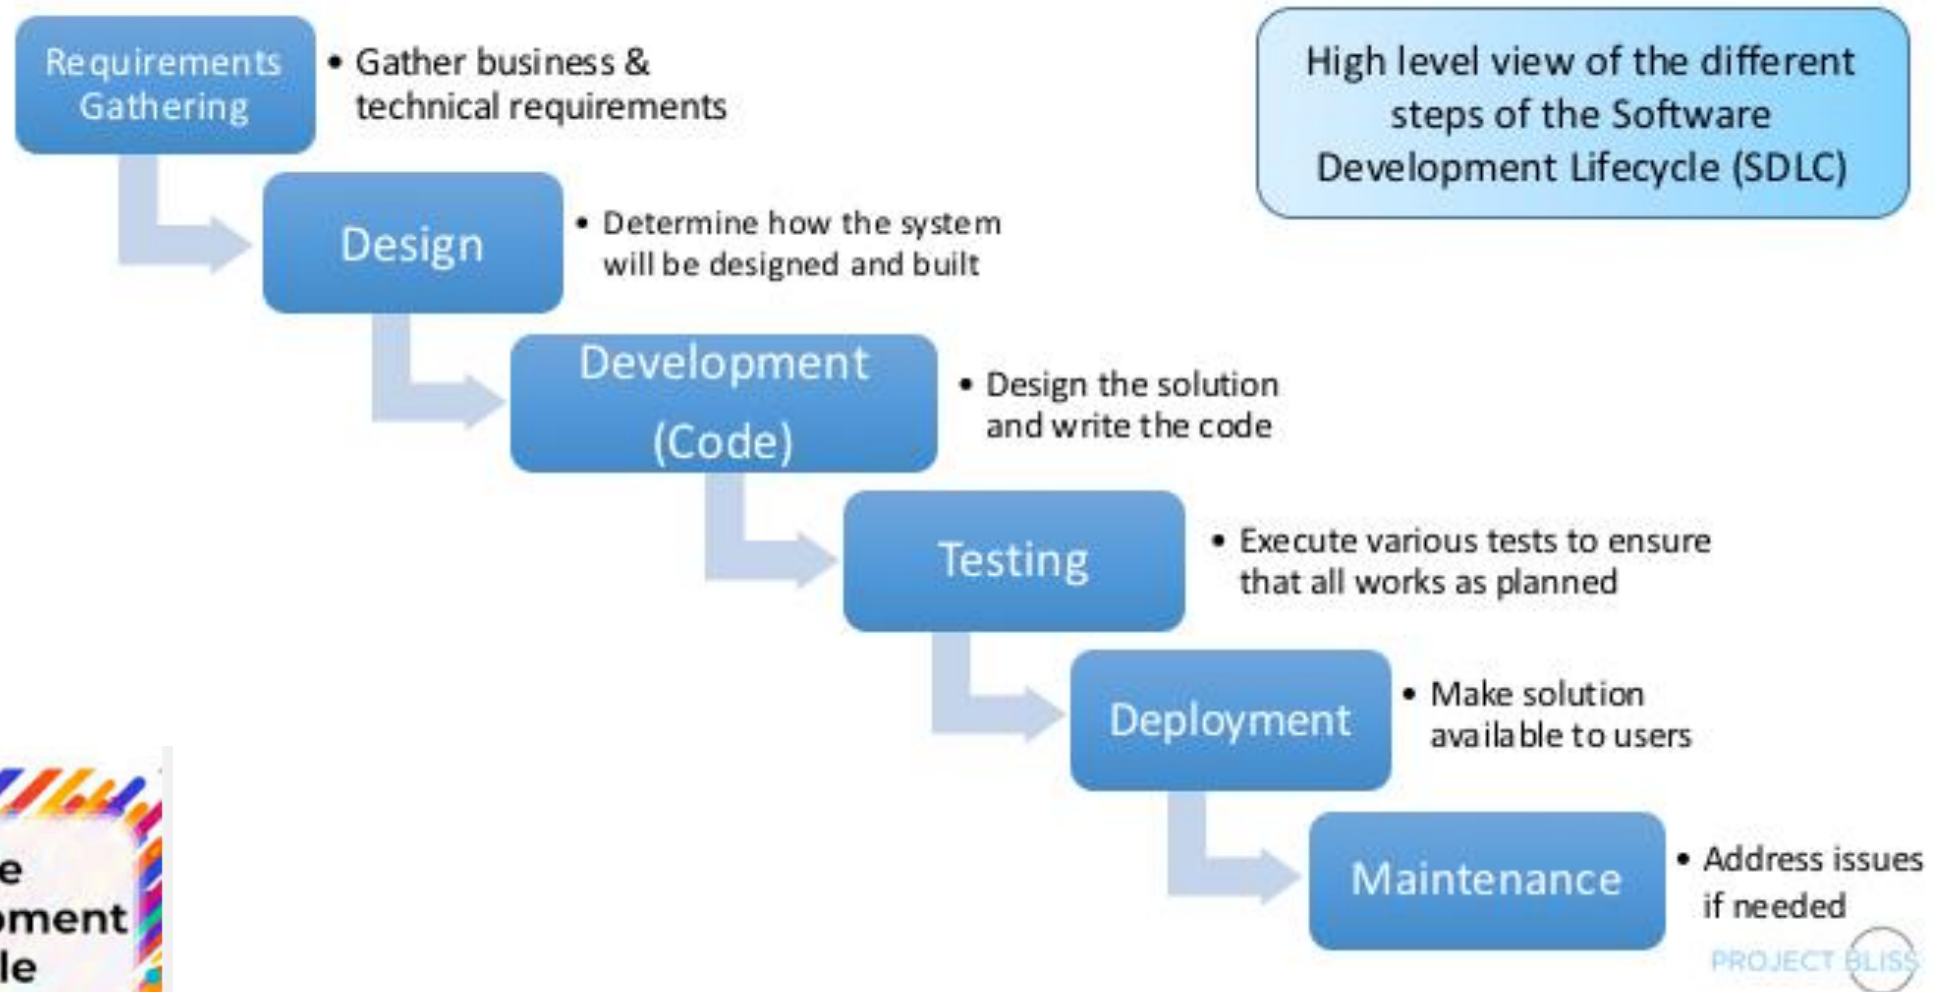 Requirements
Gathering
• Gather business &
technical requirements
High level view of the different
steps of the Software
Development Lifecycle (SDLC)
Design
• Determine how the system
will be designed and built
Development
(Code)
• Design the solution
and write the code
Testing
• Execute various tests to ensure
that all works as planned
Deployment
• Make solution
available to users
Maintenance
• Address issues
if needed
PROJECT BLISS